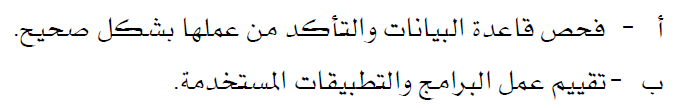 أ - فحص قاعدة البيانات والتأكد من عملها بشكل صحيح.
ب -تقييم عمل البرامج والتطبيقات المستخدمة.